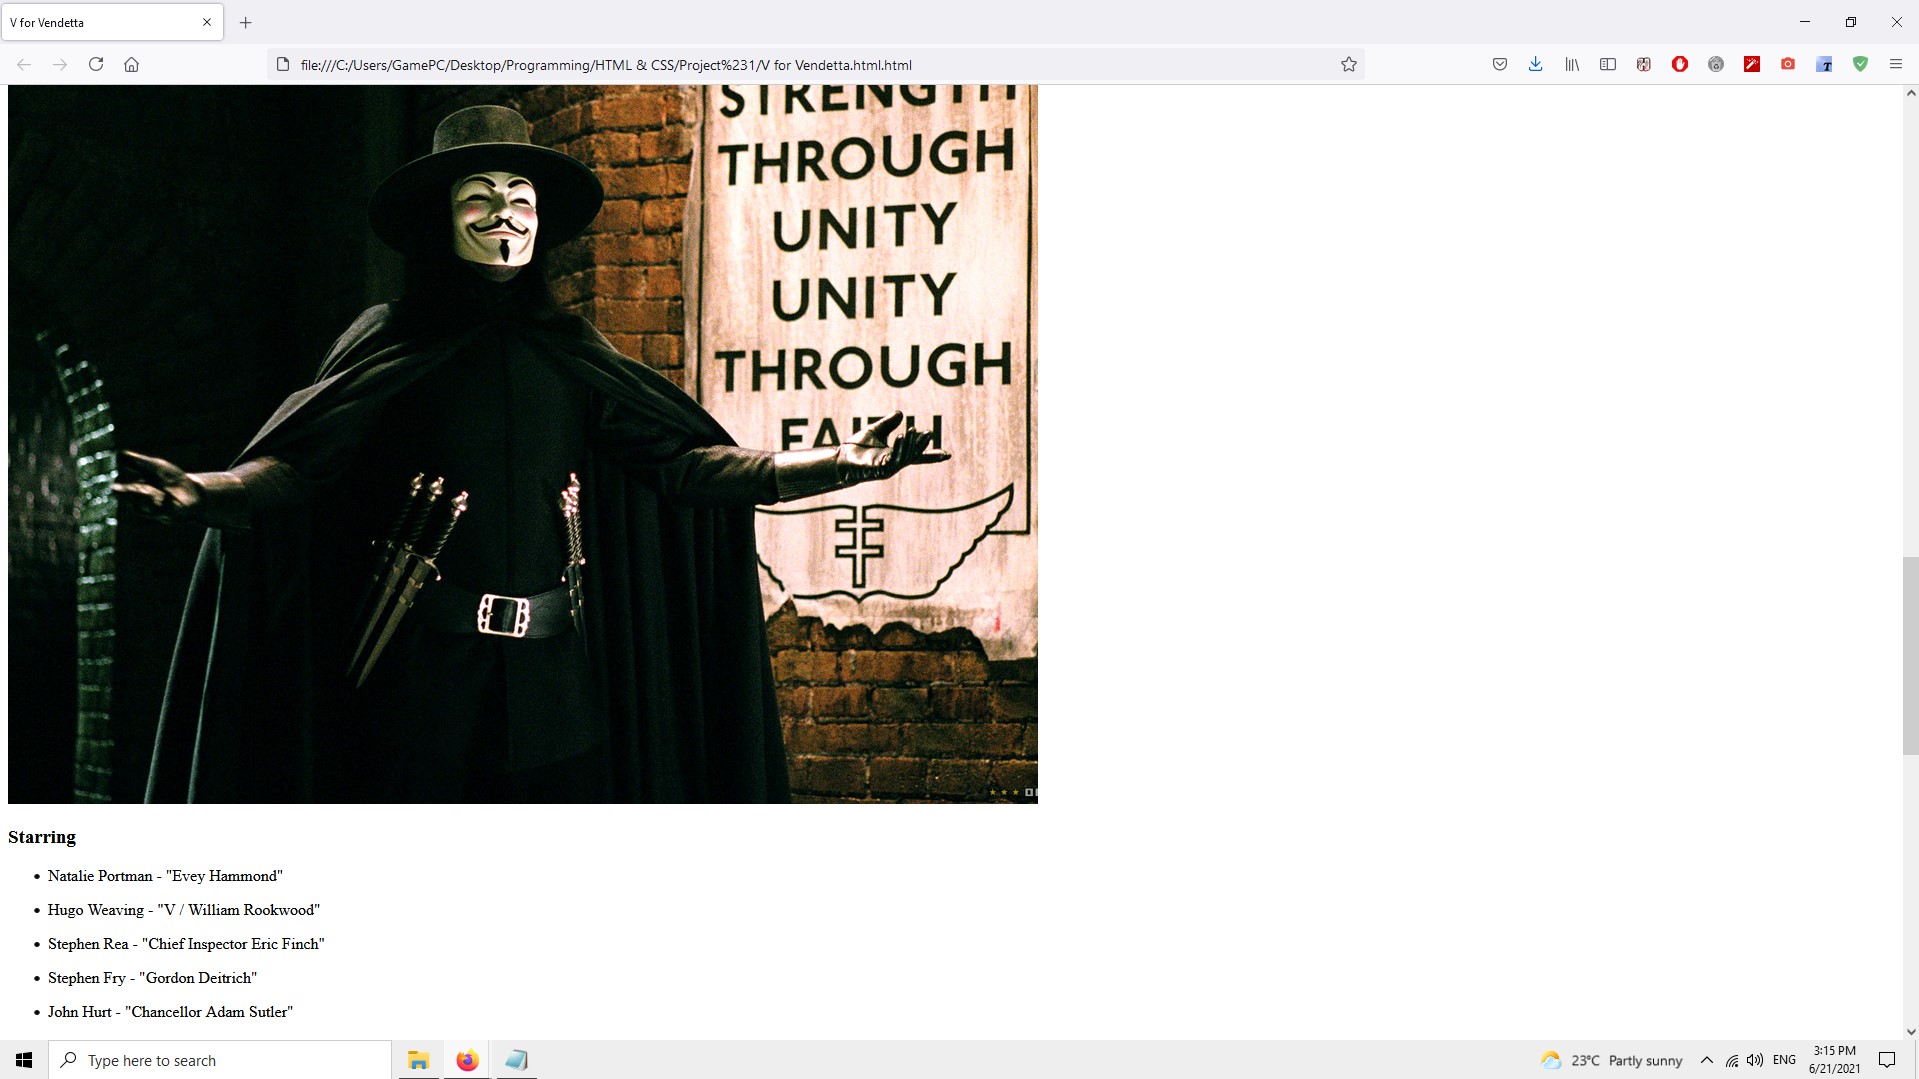 V for Vendetta
file:///C:/Users/GamePC/Desktop/Programming/HTML & CSS/Project%231/V for Vendetta.html.html
STRENGTH
THROUGH
UNITY
UNITY
THROUGH
FAITH
Starring
Natalie Portman - "Evey Hammond"
Hugo Weaving - "V / William Rookwood"
Stephen Rea - "Chief Inspector Eric Finch"
Stephen Fry - "Gordon Deitrich"
John Hurt - "Chancellor Adam Sutler"
Type here to search
23°C Partly sunny
ENG
3:15 PM
6/21/2021